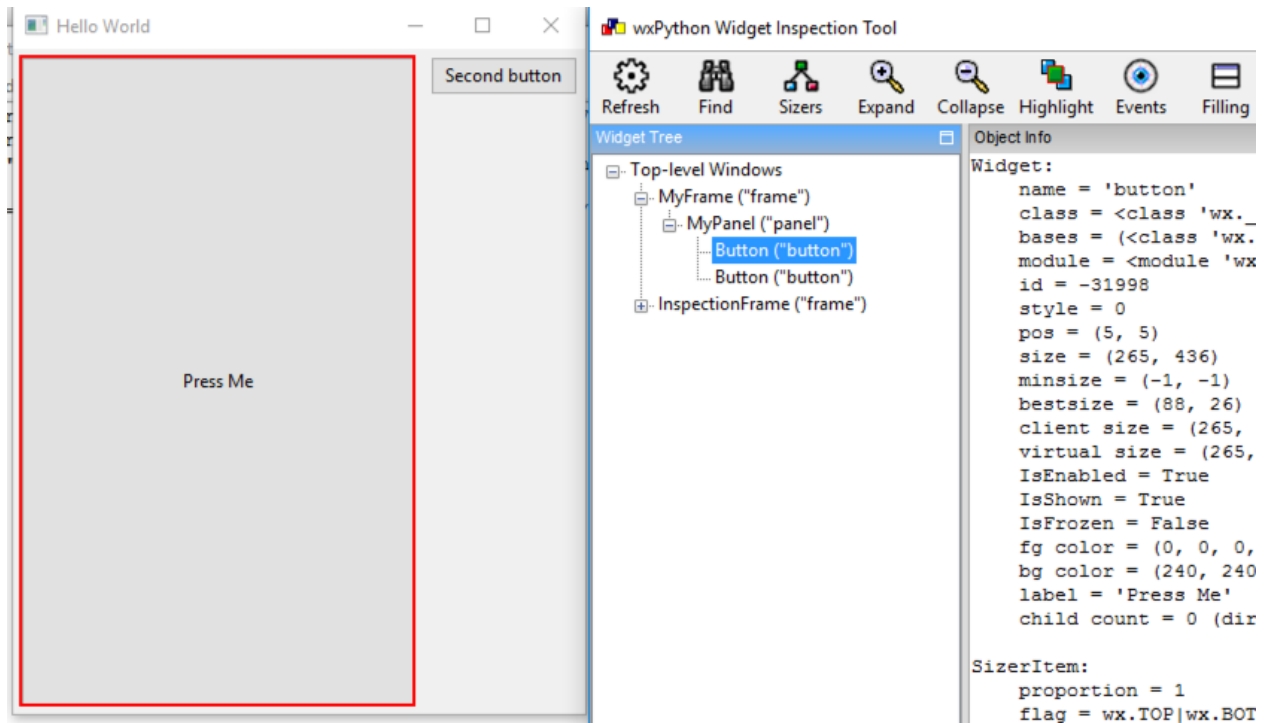 Hello World
Second button
Press Me
wxPython Widget Inspection Tool
Refresh Find Sizers Expand Collapse Highlight Events Filling
Widget Tree
Top-level Windows
MyFrame ("frame")
MyPanel ("panel")
Button ("button")
Button ("button")
InspectionFrame ("frame")
Object Info
Widget:
name = 'button'
class = <class 'wx._
bases = (<class 'wx.
module = <module 'wx
id = -31998
style = 0
pos = (5, 5)
size = (265, 436)
minsize = (-1, -1)
bestsize = (88, 26)
client size = (265,
virtual size = (265,
IsEnabled = True
IsShown = True
IsFrozen = False
fg color = (0, 0, 0,
bg color = (240, 240
label = 'Press Me'
child count = 0 (dir
SizerItem:
proportion = 1
flag = wx.TOP|wx.BOT